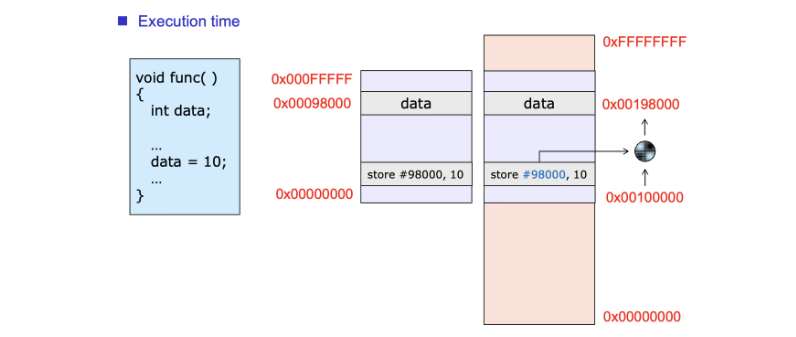 Execution time
void func( )
{
int data;
...
data = 10;
...
}
0x000FFFFF
0x00098000
0x00000000
data
store #98000, 10
data
store #98000, 10
0xFFFFFFFF
0x00198000
0x00100000
0x00000000